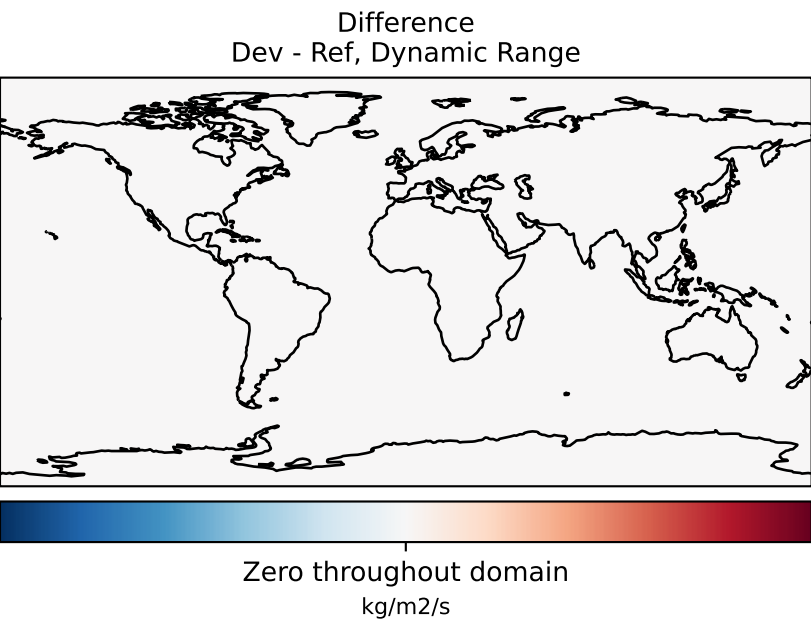 Difference
Dev - Ref, Dynamic Range
Zero throughout domain
kg/m2/s